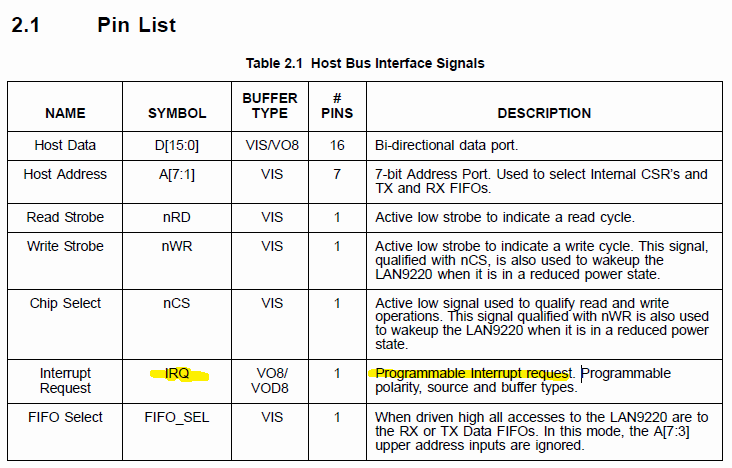 2.1 Pin List
Table 2.1 Host Bus Interface Signals
NAME SYMBOL BUFFER TYPE # PINS DESCRIPTION
Host Data D[15:0] VIS/VO8 16 Bi-directional data port.
Host Address A[7:1] VIS 7 7-bit Address Port. Used to select Internal CSR's and
TX and RX FIFOs.
Read Strobe nRD VIS 1 Active low strobe to indicate a read cycle.
Write Strobe nWR VIS 1 Active low strobe to indicate a write cycle. This signal,
qualified with nCS, is also used to wakeup the
LAN9220 when it is in a reduced power state.
Chip Select nCS VIS 1 Active low signal used to qualify read and write
operations. This signal qualified with nWR is also used
to wakeup the LAN9220 when it is in a reduced power
state.
Interrupt Request IRQ VO8/ VOD8 1 Programmable Interrupt request. Programmable
polarity, source and buffer types.
FIFO Select FIFO_SEL VIS 1 When driven high all accesses to the LAN9220 are to
the RX or TX Data FIFOs. In this mode, the A[7:3]
upper address inputs are ignored.